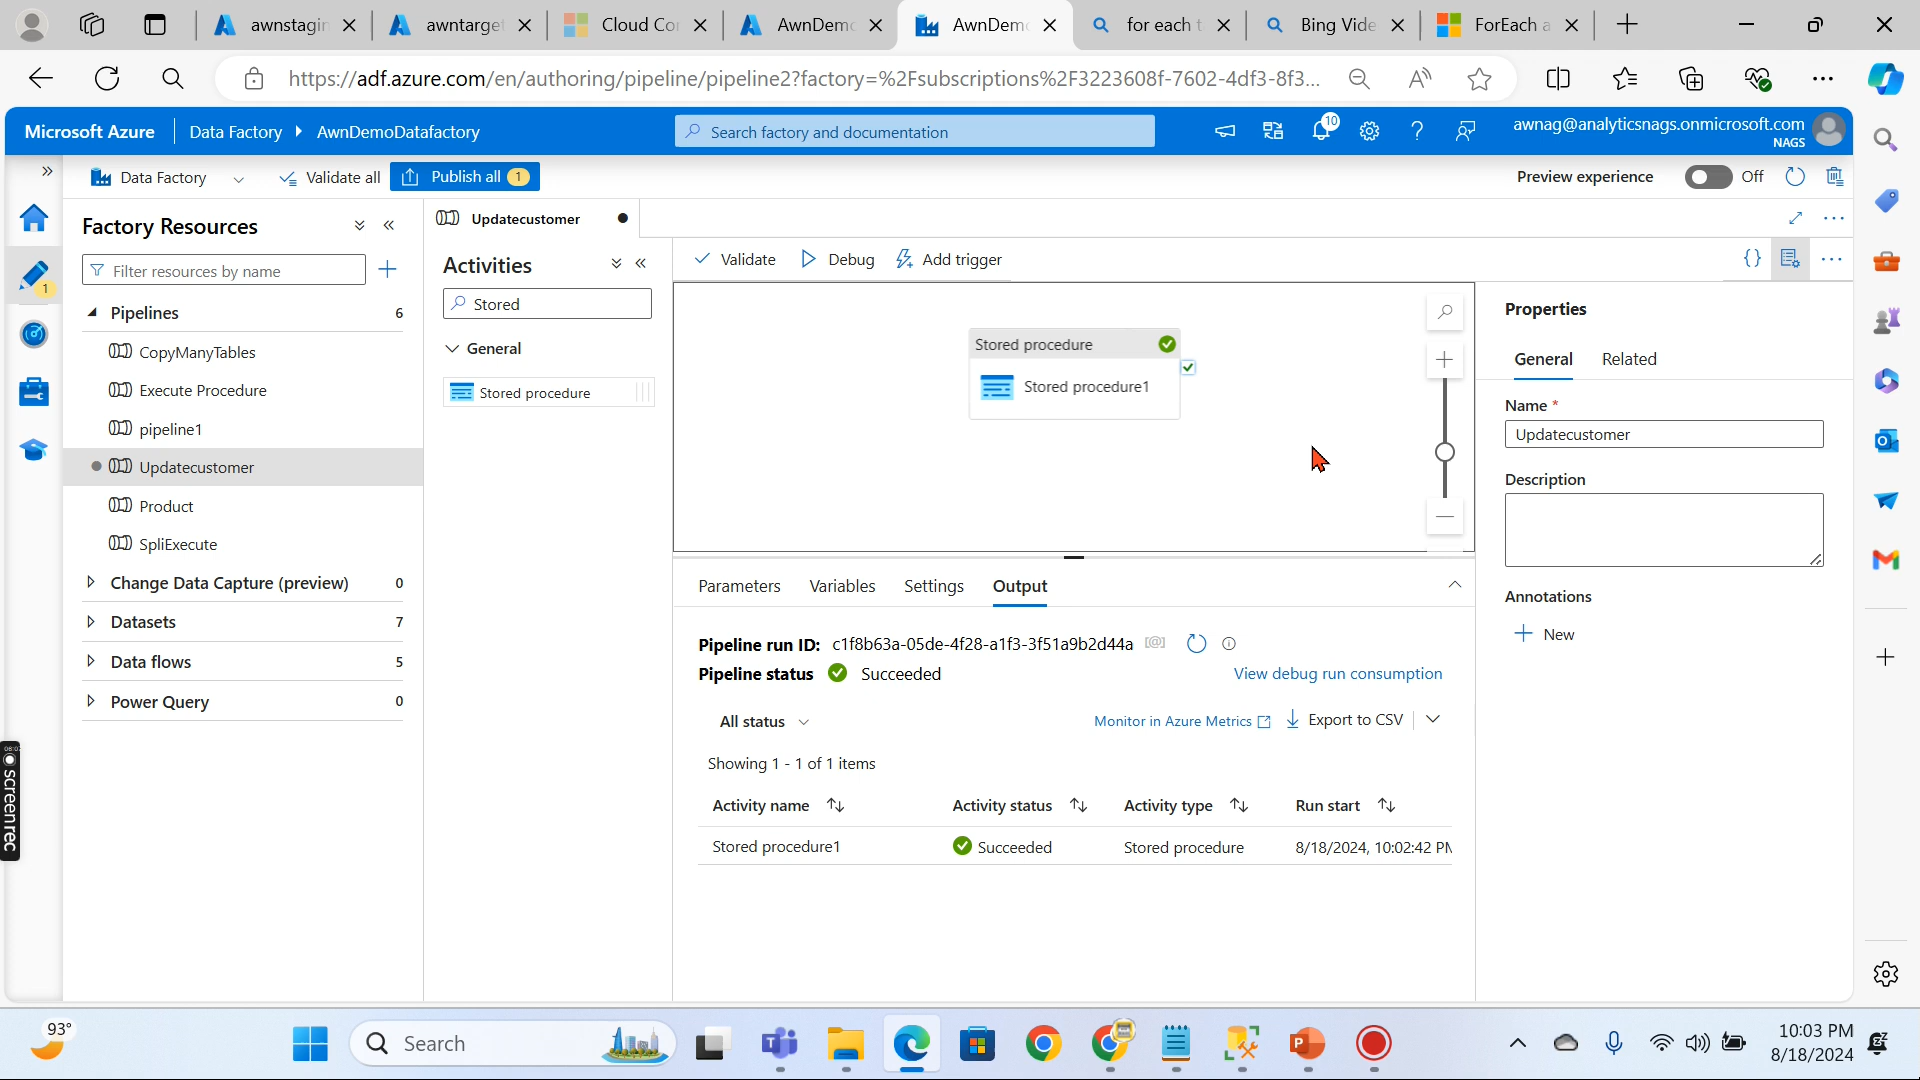 awnstagin
awntarget
Cloud Co
AwnDem
AwnDem
for each t
Bing Vide
ForEach a
https://adf.azure.com/en/authoring/pipeline/pipeline2?factory=%2Fsubscriptions%2F3223608f-7602-4df3-8f3...
Microsoft Azure
Data Factory
AwnDemoDatafactory
Search factory and documentation
10
awnag@analyticsnags.onmicrosoft.com
NAGS
Data Factory
Validate all
Publish all 1
Preview experience
Off
Factory Resources
Filter resources by name
1
Pipelines 6
CopyManyTables
Execute Procedure
pipeline1
Updatecustomer
Product
SpliExecute
Change Data Capture (preview) 0
Datasets 7
Data flows 5
Power Query 0
Updatecustomer
Activities
Stored
General
Stored procedure
Validate
Debug
Add trigger
{}
Stored procedure
Stored procedure1
Parameters
Variables
Settings
Output
Pipeline run ID: c1f8b63a-05de-4f28-a1f3-3f51a9b2d44a
Pipeline status Succeeded
View debug run consumption
All status
Monitor in Azure Metrics
Export to CSV
Showing 1 - 1 of 1 items
Activity name Activity status Activity type Run start
Stored procedure1 Succeeded Stored procedure 8/18/2024, 10:02:42 PM
Properties
General
Related
Name *
Updatecustomer
Description
Annotations
New
screenrec
93°
Search
10:03 PM
8/18/2024